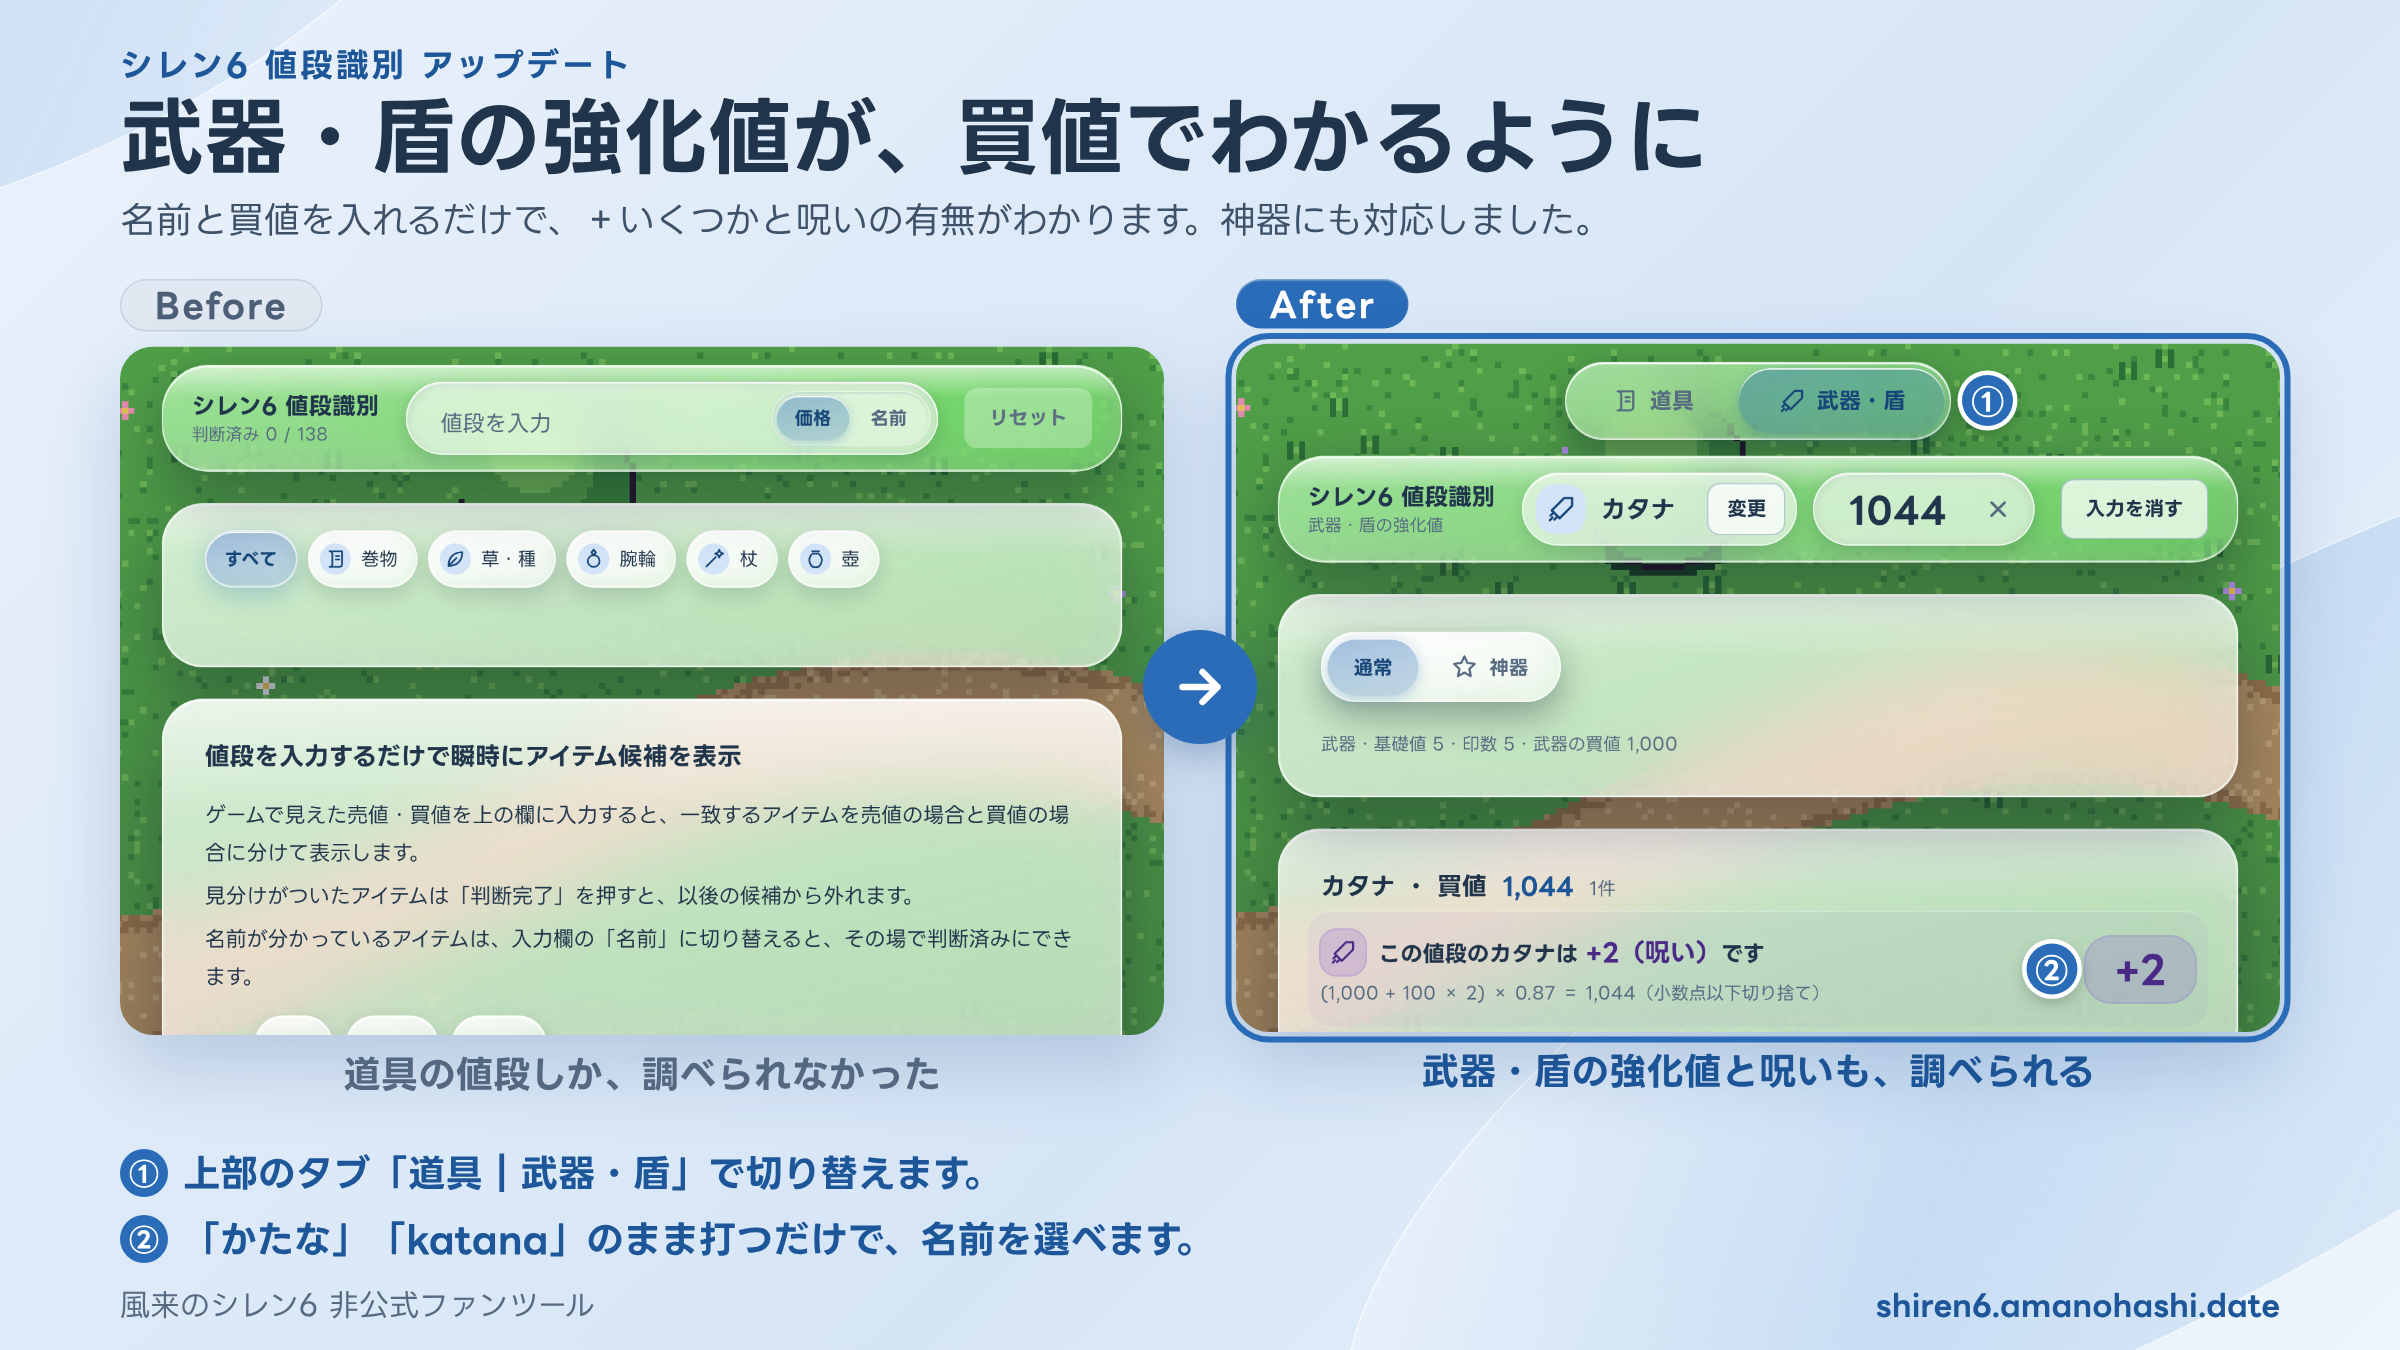 シレン6 値段識別 アップデート
武器・盾の強化値が、買値でわかるように
名前と買値を入れるだけで、+いくつかと呪いの有無がわかります。神器にも対応しました。
Before
シレン6 値段識別
判断済み 0 / 138
値段を入力
価格
名前
リセット
すべて
巻物
草・種
腕輪
杖
壺
値段を入力するだけで瞬時にアイテム候補を表示
ゲームで見えた売値・買値を上の欄に入力すると、一致するアイテムを売値の場合と買値の場
合に分けて表示します。
見分けがついたアイテムは「判断完了」を押すと、以後の候補から外れます。
名前が分かっているアイテムは、入力欄の「名前」に切り替えると、その場で判断済みにでき
ます。
道具の値段しか、調べられなかった
After
道具
武器・盾
①
シレン6 値段識別
武器・盾の強化値
カタナ
変更
1044
×
入力を消す
通常
神器
武器・基礎値 5・印数 5・武器の買値 1,000
カタナ ・ 買値 1,044 1件
この値段のカタナは +2（呪い）です
(1,000 + 100 × 2) × 0.87 = 1,044（小数点以下切り捨て）
②
+2
武器・盾の強化値と呪いも、調べられる
① 上部のタブ「道具 | 武器・盾」で切り替えます。
② 「かたな」「katana」のまま打つだけで、名前を選べます。
風来のシレン6 非公式ファンツール
shiren6.amanohashi.date